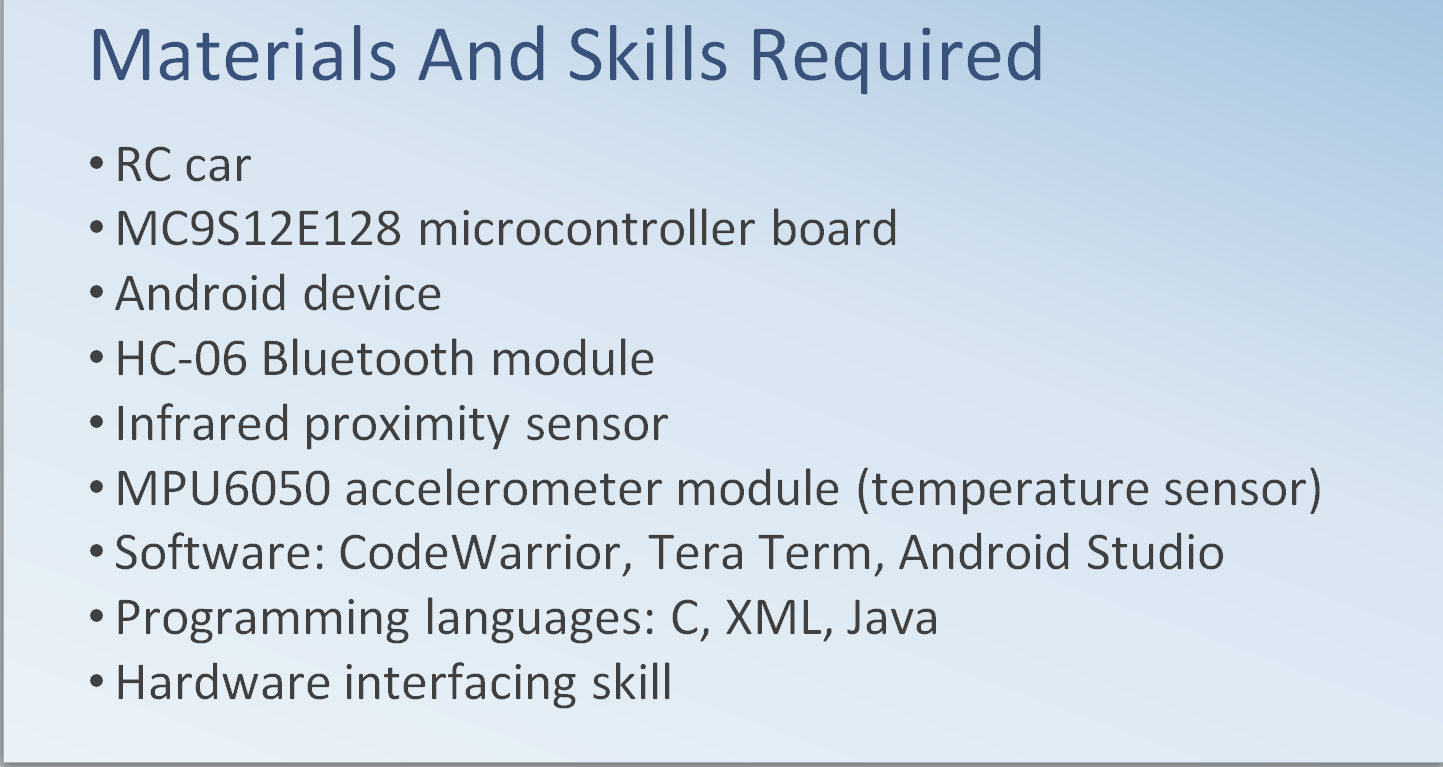 Materials And Skills Required
• RC car
• MC9S12E128 microcontroller board
• Android device
• HC-06 Bluetooth module
• Infrared proximity sensor
• MPU6050 accelerometer module (temperature sensor)
• Software: CodeWarrior, Tera Term, Android Studio
• Programming languages: C, XML, Java
• Hardware interfacing skill